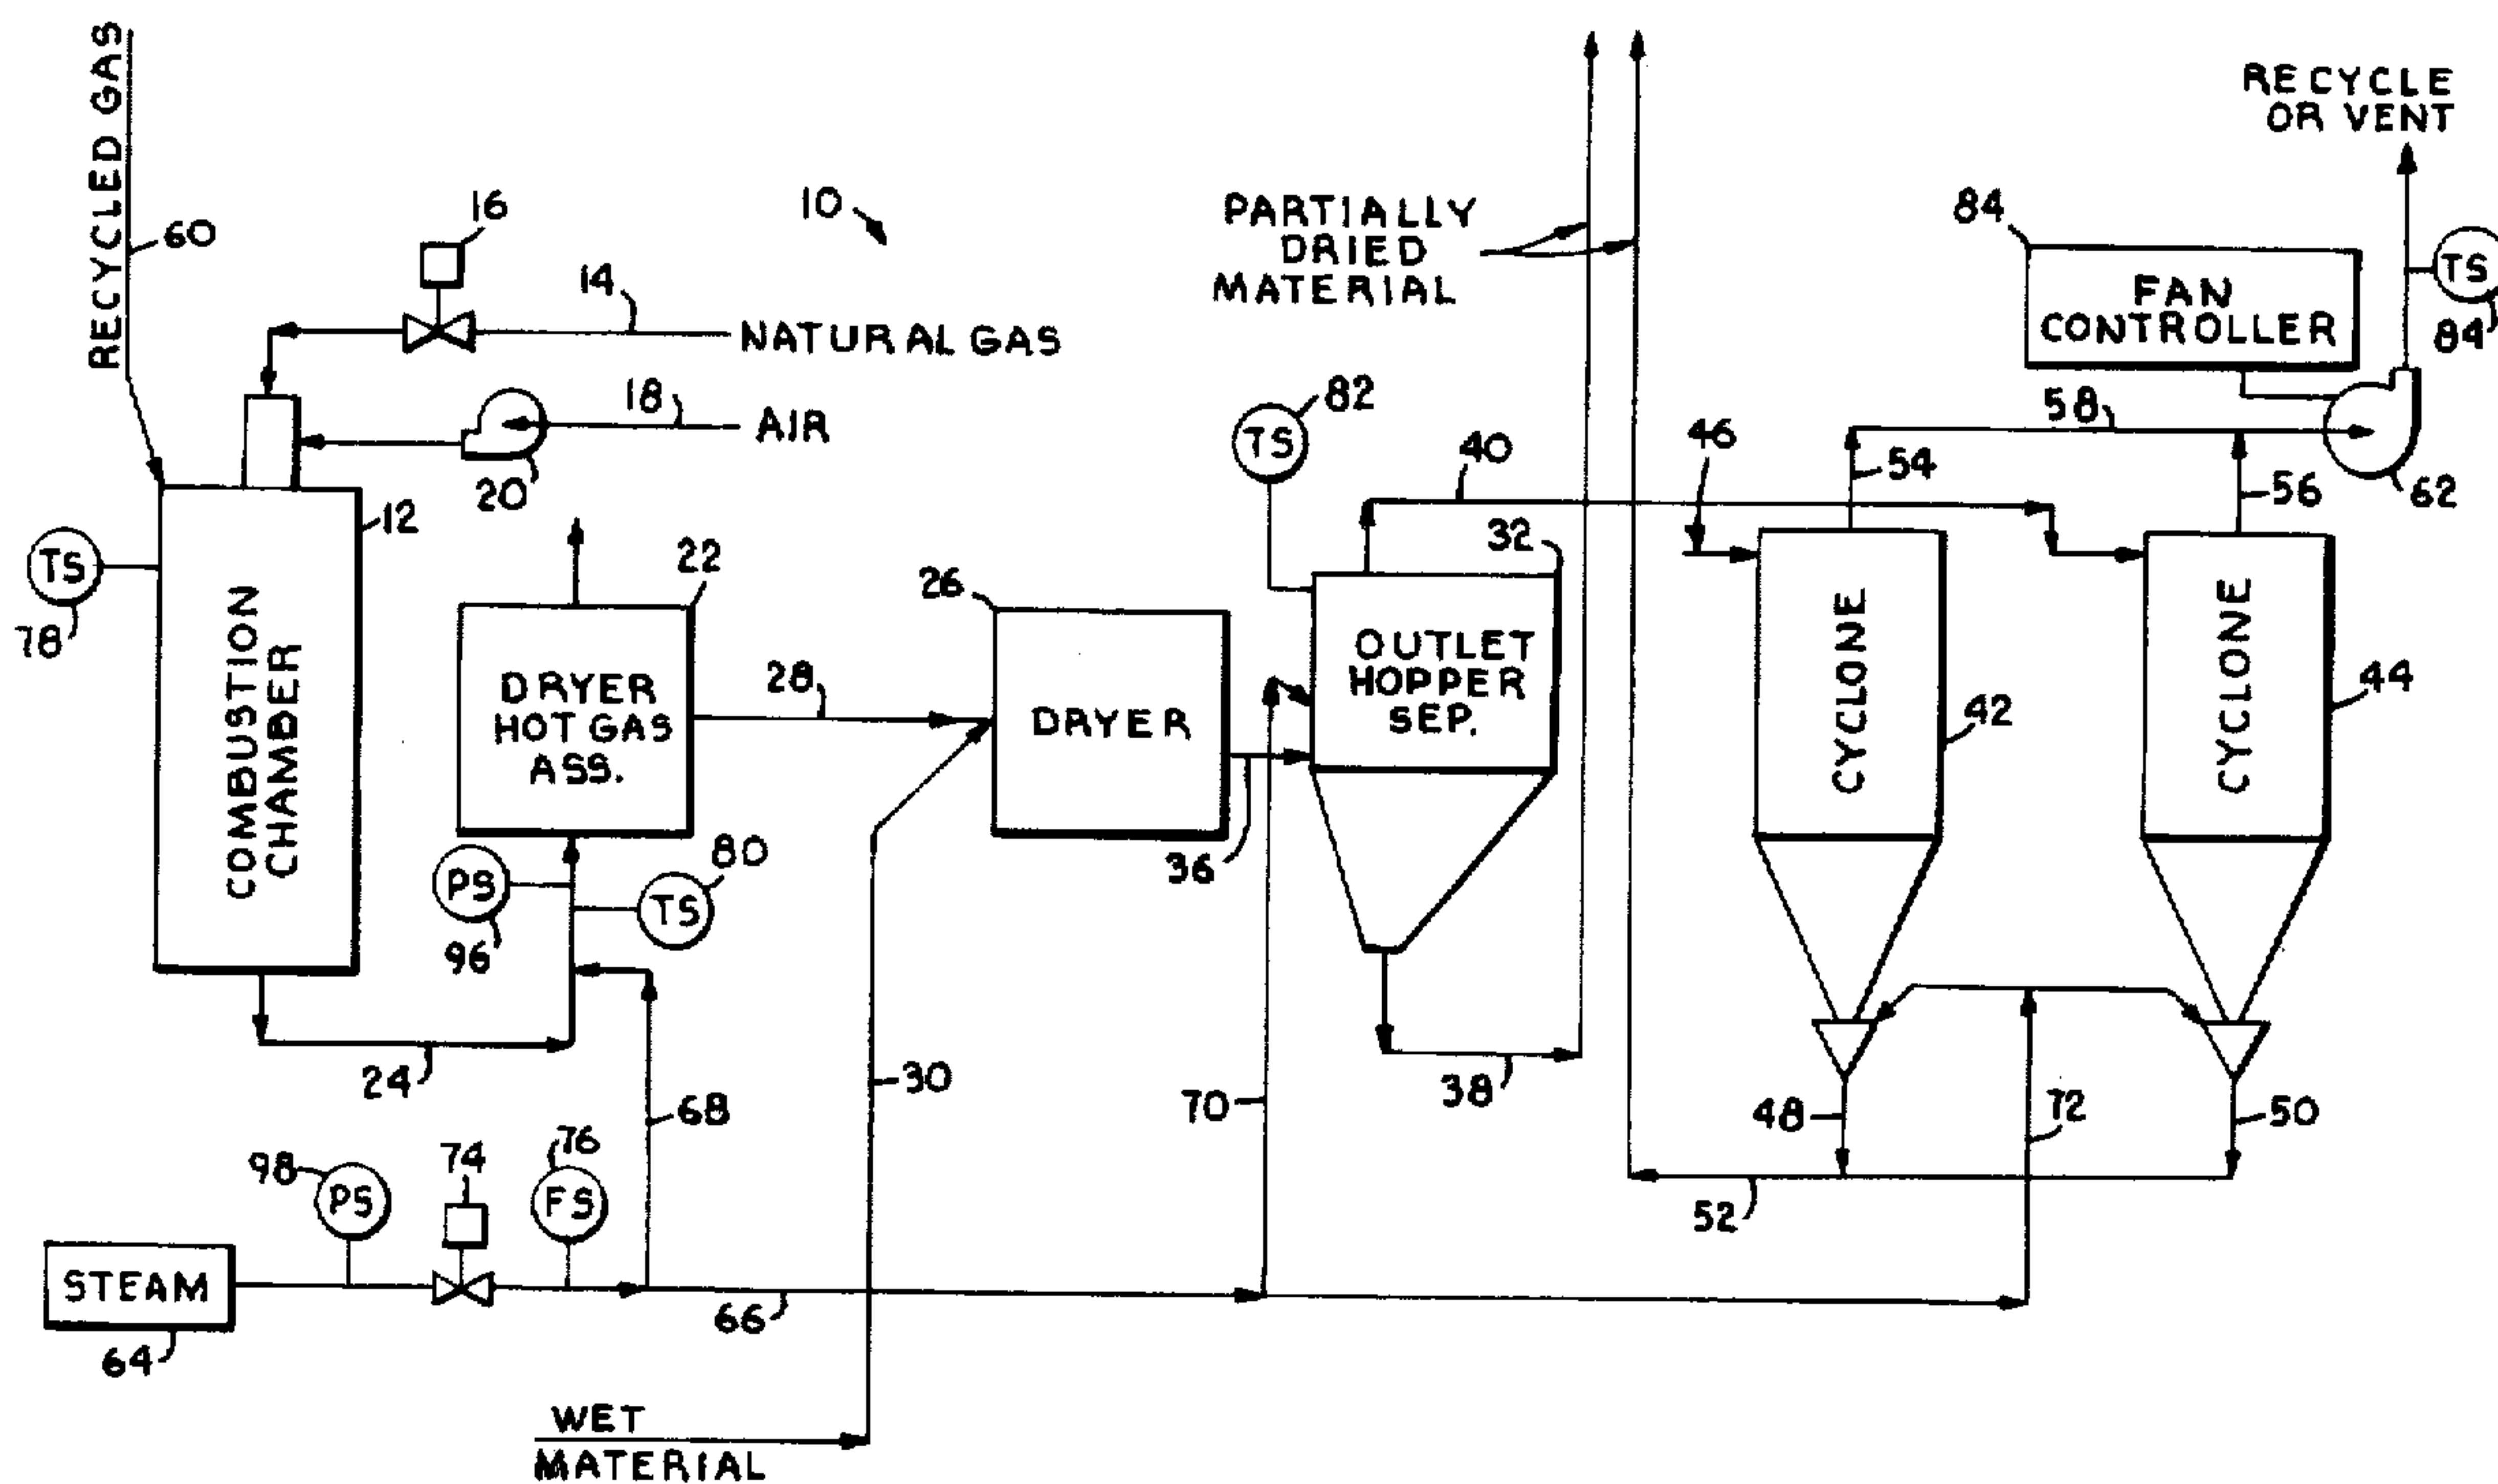 RECYCLED GAS
60
16
14
NATURAL GAS
18
AIR
20
10
PARTIALLY
DRIED
MATERIAL
RECYCLE
OR VENT
84
FAN
CONTROLLER
TS
84
58
62
82
TS
40
46
54
56
12
TS
78
COMBUSTION
CHAMBER
22
DRYER
HOT GAS
ASS.
28
26
DRYER
32
OUTLET
HOPPER
SEP.
CYCLONE
42
CYCLONE
44
36
PS
96
80
TS
24
68
30
70
38
48
72
50
52
98
PS
74
76
FS
STEAM
64
66
WET
MATERIAL